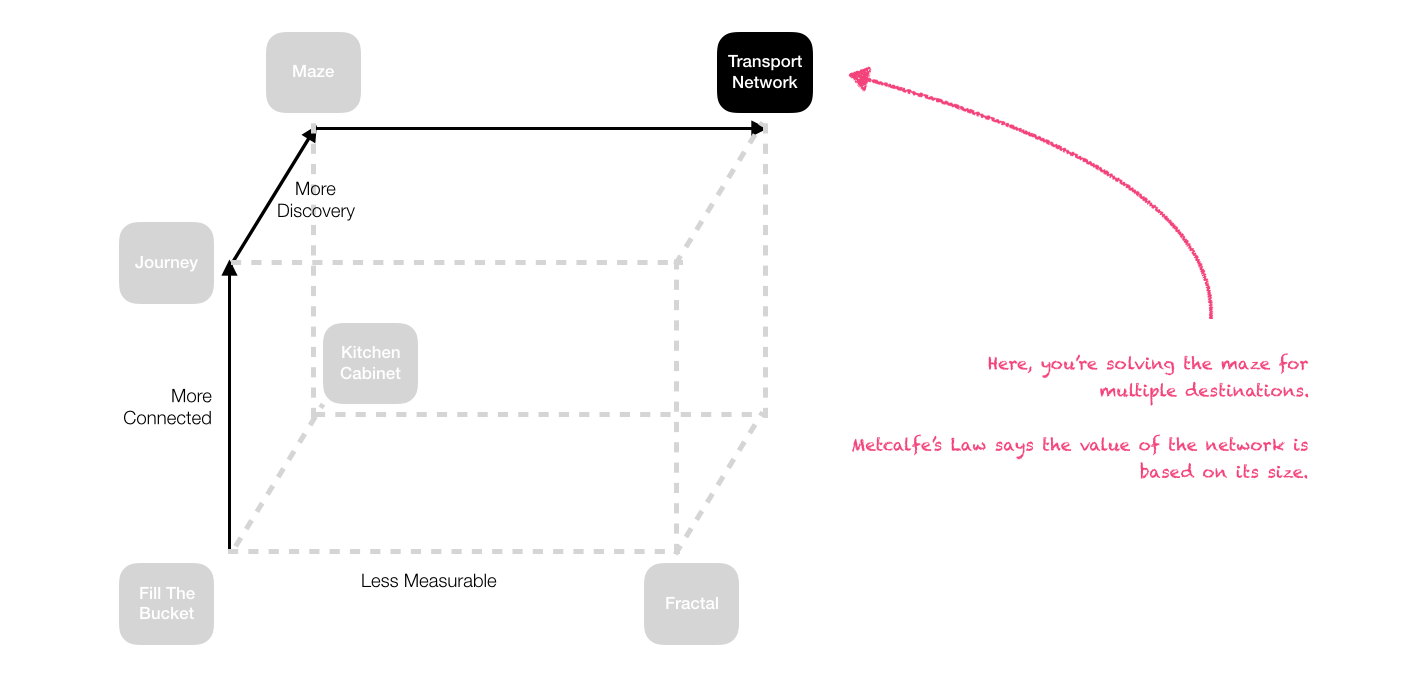 Maze
Transport
Network
More
Discovery
Journey
Kitchen
Cabinet
Here, you're solving the maze for
multiple destinations.
More
Connected
Metcalfe's Law says the value of the network is
based on its size.
Less Measurable
Fill The
Bucket
Fractal